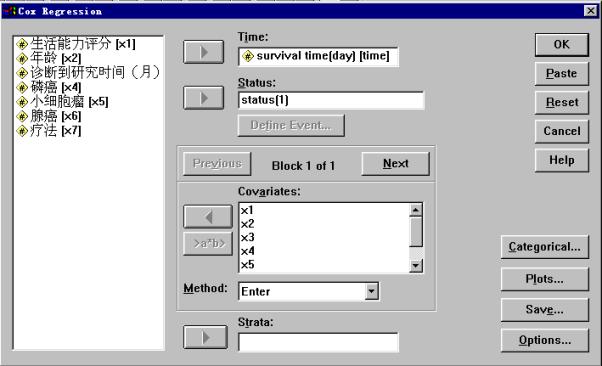 Cox Regression
生活能力评分 [x1]
年龄 [x2]
诊断到研究时间（月）
磷癌 [x4]
小细胞瘤 [x5]
腺癌 [x6]
疗法 [x7]
Time:
survival time(day) [time]
Status:
status(1)
Define Event...
Previous
Block 1 of 1
Next
Covariates:
x1
x2
x3
x4
x5
>a*b>
Method:
Enter
Strata:
OK
Paste
Reset
Cancel
Help
Categorical...
Plots...
Save...
Options...